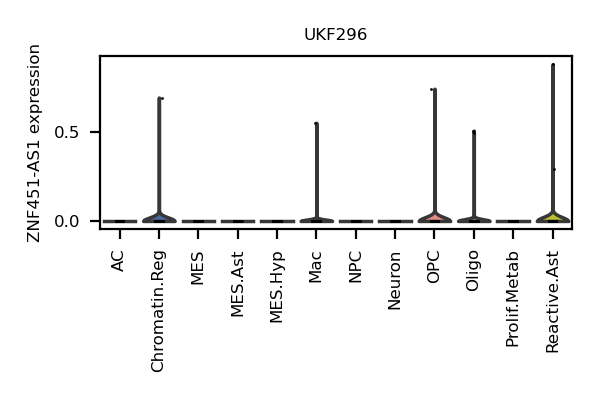 UKF296
ZNF451-AS1 expression
0.5
0.0
AC
Chromatin.Reg
MES
MES.Ast
MES.Hyp
Mac
NPC
Neuron
OPC
Oligo
Prolif.Metab
Reactive.Ast